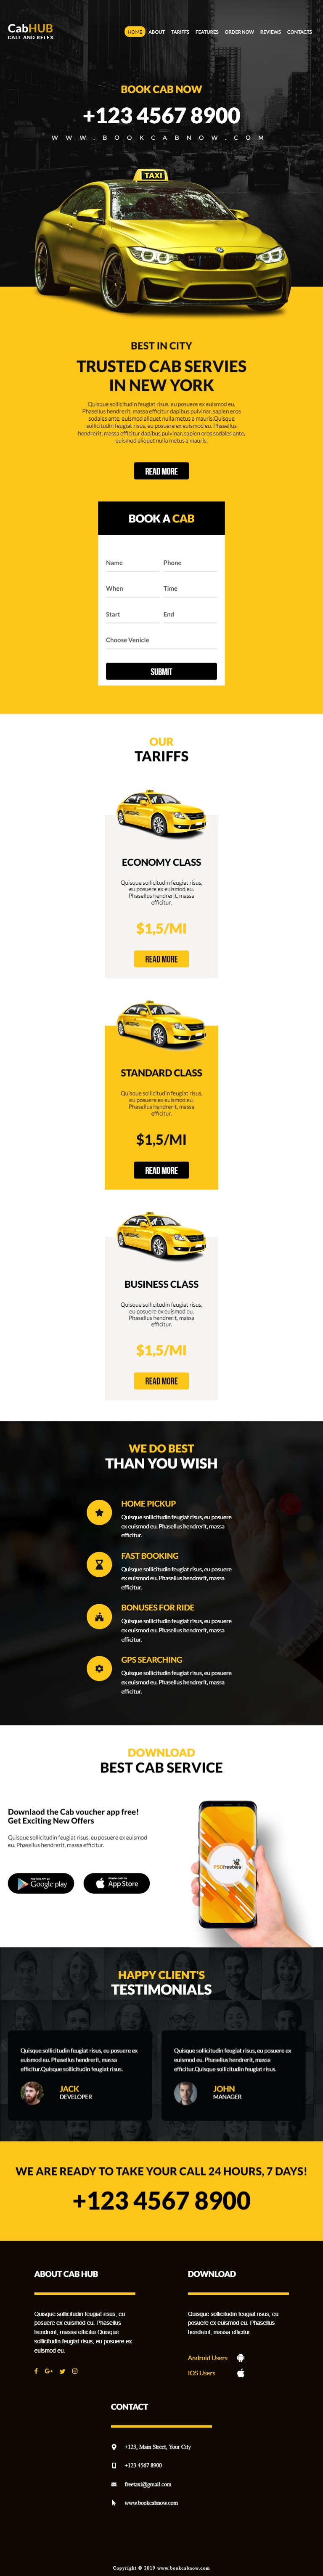 CabHUB
CALL AND RELEX
HOME ABOUT TARIFFS FEATURES ORDER NOW REVIEWS CONTACTS
BOOK CAB NOW
+123 4567 8900
WWW.BOOKCABNOW.COM
TAXI
BEST IN CITY
TRUSTED CAB SERVIES
IN NEW YORK
Quisque sollicitudin feugiat risus, eu posuere ex euismod eu.
Phasellus hendrerit, massa efficitur dapibus pulvinar, sapien eros
sodales ante, euismod aliquet nulla metus a mauris.Quisque
sollicitudin feugiat risus, eu posuere ex euismod eu. Phasellus
hendrerit, massa efficitur dapibus pulvinar, sapien eros sodales ante,
euismod aliquet nulla metus a mauris.
READ MORE
BOOK A CAB
Name Phone
When Time
Start End
Choose Venicle
SUBMIT
OUR
TARIFFS
ECONOMY CLASS
Quisque sollicitudin feugiat risus,
eu posuere ex euismod eu.
Phasellus hendrerit, massa
efficitur.
$1,5/MI
READ MORE
STANDARD CLASS
Quisque sollicitudin feugiat risus,
eu posuere ex euismod eu.
Phasellus hendrerit, massa
efficitur.
$1,5/MI
READ MORE
BUSINESS CLASS
Quisque sollicitudin feugiat risus,
eu posuere ex euismod eu.
Phasellus hendrerit, massa
efficitur.
$1,5/MI
READ MORE
WE DO BEST
THAN YOU WISH
HOME PICKUP
Quisque sollicitudin feugiat risus, eu posuere
ex euismod eu. Phasellus hendrerit, massa
efficitur.
FAST BOOKING
Quisque sollicitudin feugiat risus, eu posuere
ex euismod eu. Phasellus hendrerit, massa
efficitur.
BONUSES FOR RIDE
Quisque sollicitudin feugiat risus, eu posuere
ex euismod eu. Phasellus hendrerit, massa
efficitur.
GPS SEARCHING
Quisque sollicitudin feugiat risus, eu posuere
ex euismod eu. Phasellus hendrerit, massa
efficitur.
DOWNLOAD
BEST CAB SERVICE
Downlaod the Cab voucher app free!
Get Exciting New Offers
Quisque sollicitudin feugiat risus, eu posuere ex euismod
eu. Phasellus hendrerit, massa efficitur.
Google play
App Store
PSDfreebies
HAPPY CLIENT'S
TESTIMONIALS
Quisque sollicitudin feugiat risus, eu posuere ex
euismod eu. Phasellus hendrerit, massa
efficitur.Quisque sollicitudin feugiat risus.
JACK
DEVELOPER
Quisque sollicitudin feugiat risus, eu posuere ex
euismod eu. Phasellus hendrerit, massa
efficitur.Quisque sollicitudin feugiat risus.
JOHN
MANAGER
WE ARE READY TO TAKE YOUR CALL 24 HOURS, 7 DAYS!
+123 4567 8900
ABOUT CAB HUB
Quisque sollicitudin feugiat risus, eu
posuere ex euismod eu. Phasellus
hendrerit, massa efficitur.Quisque
sollicitudin feugiat risus, eu posuere ex
euismod eu.
DOWNLOAD
Quisque sollicitudin feugiat risus, eu
posuere ex euismod eu. Phasellus
hendrerit, massa efficitur.
Android Users
IOS Users
CONTACT
+123, Main Street, Your City
+123 4567 8900
freetaxi@gmail.com
www.bookcabnow.com
Copyright © 2019 www.bookcabnow.com